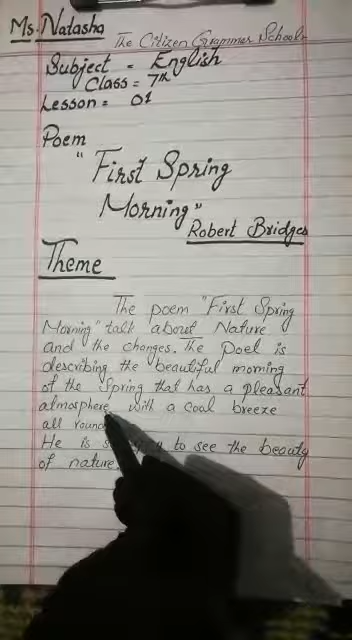 Ms. Natasha The Citizen Grammar Schools
Subject = English
Class = 7th
Lesson = 01
Poem
"First Spring
Morning"
Robert Bridges
Theme
The poem "First Spring
Morning" talk about Nature
and the changes. The Poet is
describing the beautiful morning
of the Spring that has a pleasant
atmosphere with a coal breeze
all round
He is to see the beauty
of nature.